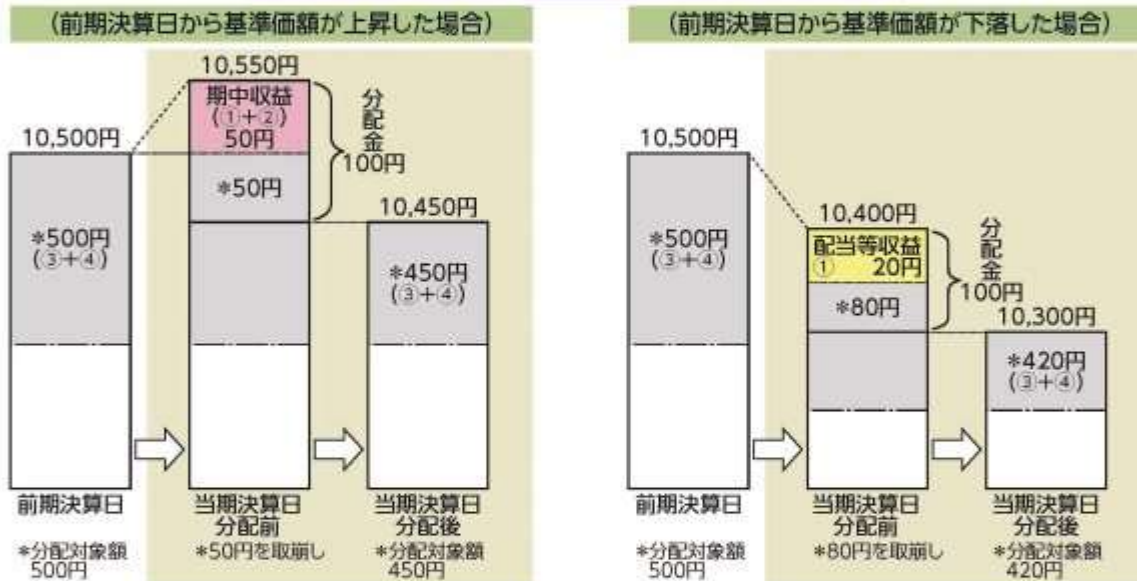 (前期決算日から基準価額が上昇した場合)
10,550円
期中収益
(①+②)
50円
分配金
100円
10,500円
*50円
10,450円
*500円
(③+④)
*450円
(③+④)
前期決算日
当期決算日
分配前
当期決算日
分配後
*分配対象額
500円
*50円を取崩し
*分配対象額
450円
(前期決算日から基準価額が下落した場合)
10,500円
10,400円
*500円
(③+④)
配当等収益
① 20円
分配金
100円
*80円
10,300円
*420円
(③+④)
前期決算日
当期決算日
分配前
当期決算日
分配後
*分配対象額
500円
*80円を取崩し
*分配対象額
420円